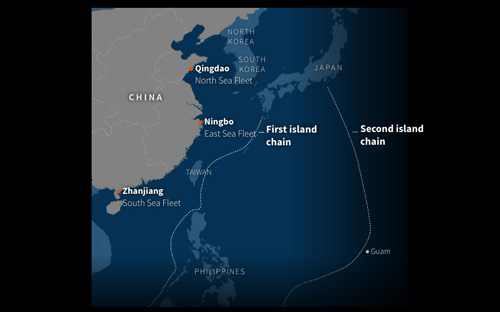 NORTH
KOREA
SOUTH
KOREA
JAPAN
Qingdao
North Sea Fleet
CHINA
Ningbo
East Sea Fleet
First island
chain
Second island
chain
TAIWAN
Zhanjiang
South Sea Fleet
Guam
PHILIPPINES